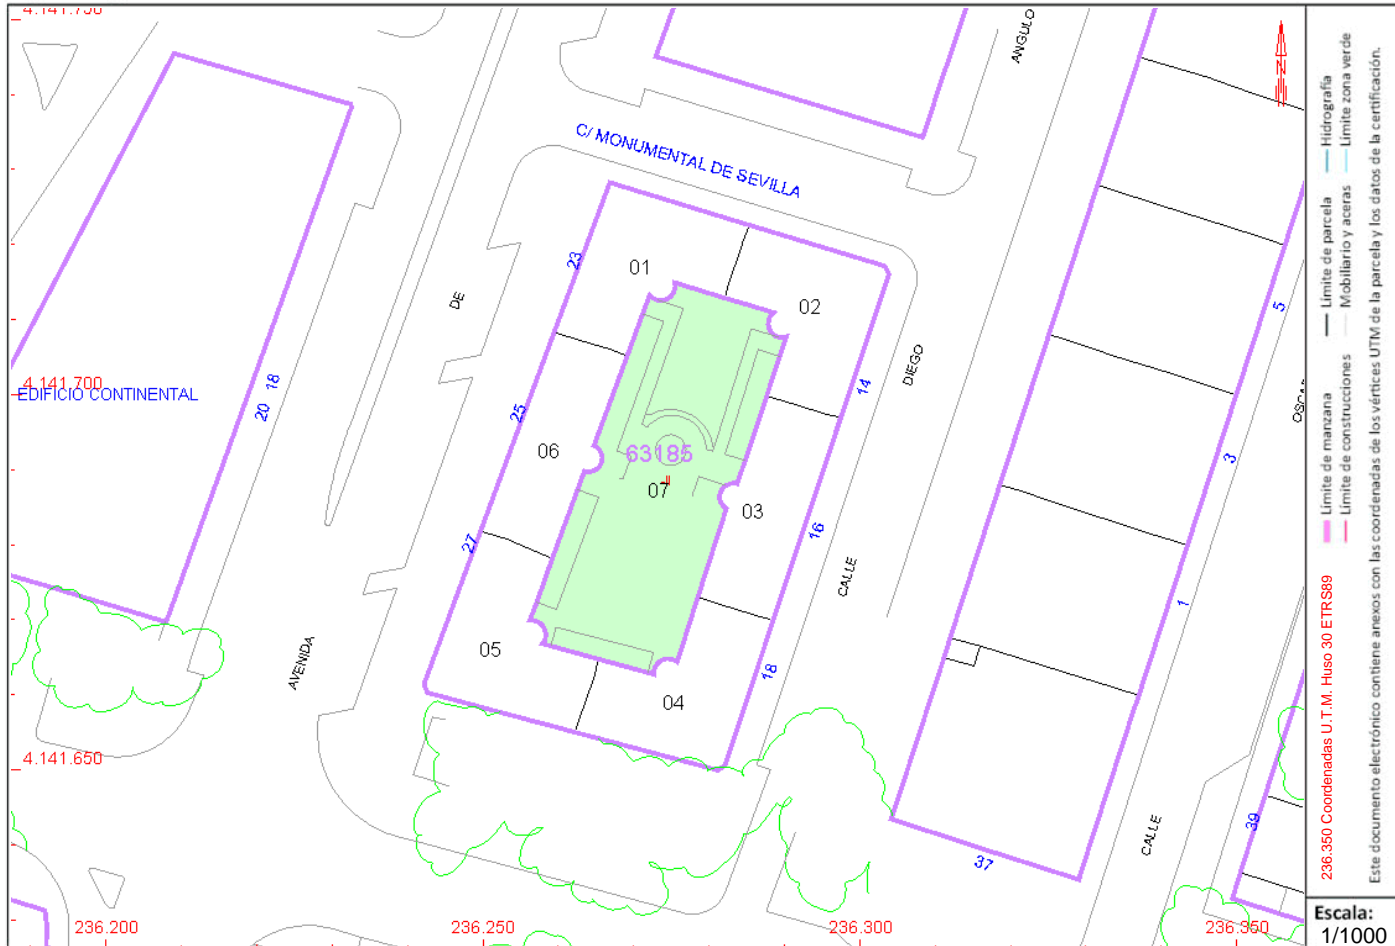 4.141.750
ANGULO
C/ MONUMENTAL DE SEVILLA
N
23
01
02
DE
5
4.141.700
EDIFICIO CONTINENTAL
18
20
DIEGO
14
25
06
63185
07
03
3
16
27
CALLE
1
AVENIDA
05
18
04
4.141.650
CALLE
37
39
236.200
236.250
236.300
236.350
Hidrografía
Límite zona verde
Límite de parcela
Mobiliario y aceras
Límite de manzana
Límite de construcciones
236.350 Coordenadas U.T.M. Huso 30 ETRS89
Este documento electrónico contiene anexos con las coordenadas de los vértices UTM de la parcela y los datos de la certificación.
Escala:
1/1000